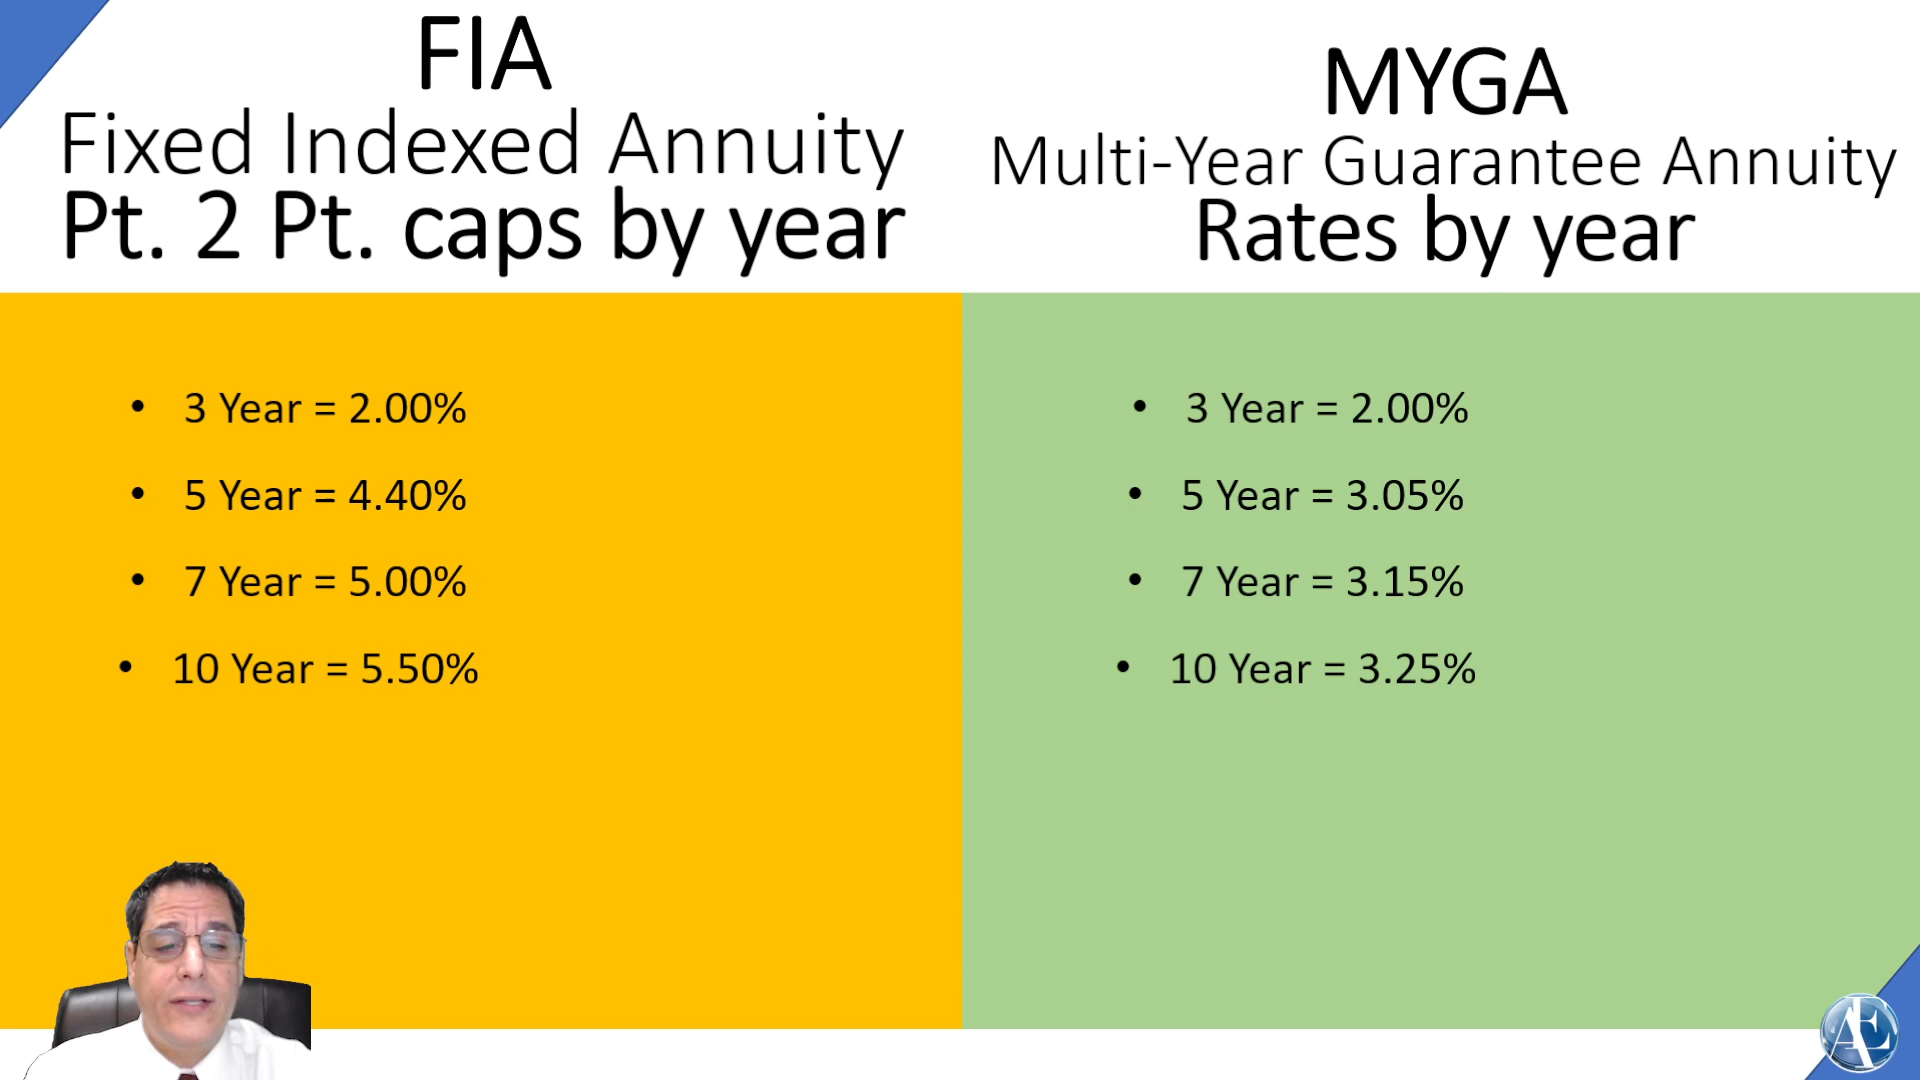 FIA
Fixed Indexed Annuity
Pt. 2 Pt. caps by year
MYGA
Multi-Year Guarantee Annuity
Rates by year
• 3 Year = 2.00%
• 5 Year = 4.40%
• 7 Year = 5.00%
• 10 Year = 5.50%
• 3 Year = 2.00%
• 5 Year = 3.05%
• 7 Year = 3.15%
• 10 Year = 3.25%